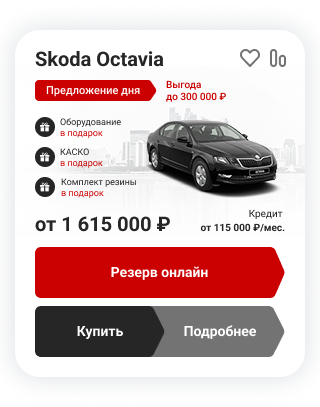 Skoda Octavia
Предложение дня
Выгода
до 300 000 ₽
Оборудование
в подарок
КАСКО
в подарок
Комплект резины
в подарок
от 1 615 000 ₽
Кредит
от 115 000 ₽/мес.
Резерв онлайн
Купить
Подробнее